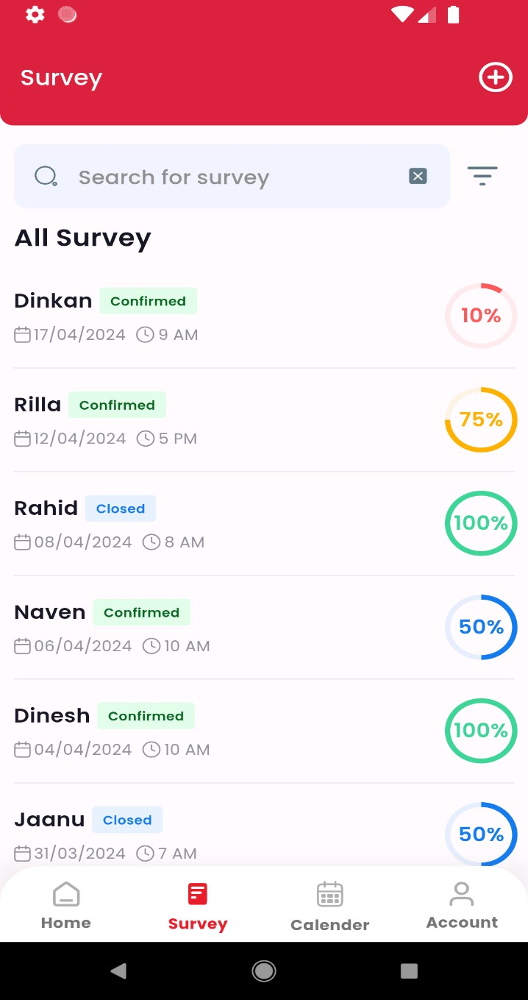 Survey
Search for survey
All Survey
Dinkan Confirmed
17/04/2024 9 AM
10%
Rilla Confirmed
12/04/2024 5 PM
75%
Rahid Closed
08/04/2024 8 AM
100%
Naven Confirmed
06/04/2024 10 AM
50%
Dinesh Confirmed
04/04/2024 10 AM
100%
Jaanu Closed
31/03/2024 7 AM
50%
Home Survey Calender Account